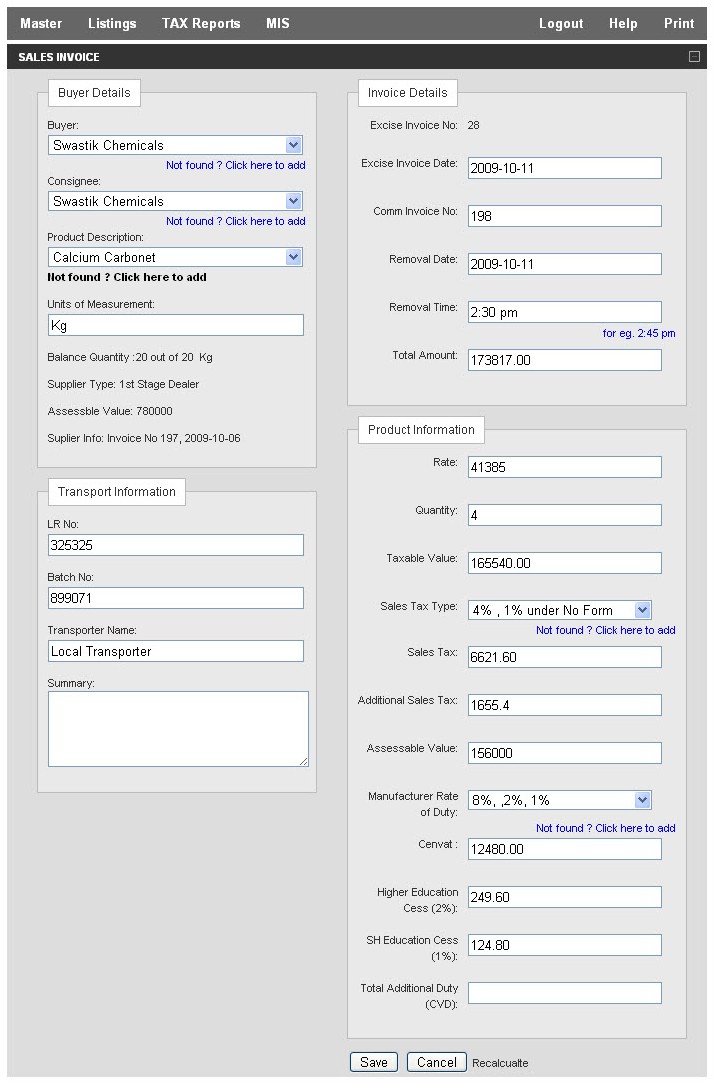 Master Listings TAX Reports MIS Logout Help Print
SALES INVOICE
Buyer Details
Buyer:
Swastik Chemicals
Not found ? Click here to add
Consignee:
Swastik Chemicals
Not found ? Click here to add
Product Description:
Calcium Carbonet
Not found ? Click here to add
Units of Measurement:
Kg
Balance Quantity :20 out of 20 Kg
Supplier Type: 1st Stage Dealer
Assessble Value: 780000
Suplier Info: Invoice No 197, 2009-10-06
Transport Information
LR No:
325325
Batch No:
899071
Transporter Name:
Local Transporter
Summary:
Invoice Details
Excise Invoice No: 28
Excise Invoice Date: 2009-10-11
Comm Invoice No: 198
Removal Date: 2009-10-11
Removal Time: 2:30 pm
for eg. 2:45 pm
Total Amount: 173817.00
Product Information
Rate: 41385
Quantity: 4
Taxable Value: 165540.00
Sales Tax Type: 4% , 1% under No Form
Not found ? Click here to add
Sales Tax: 6621.60
Additional Sales Tax: 1655.4
Assessable Value: 156000
Manufacturer Rate
of Duty: 8%, ,2%, 1%
Not found ? Click here to add
Cenvat : 12480.00
Higher Education
Cess (2%): 249.60
SH Education Cess
(1%): 124.80
Total Additional Duty
(CVD):
Save Cancel Recalcualte